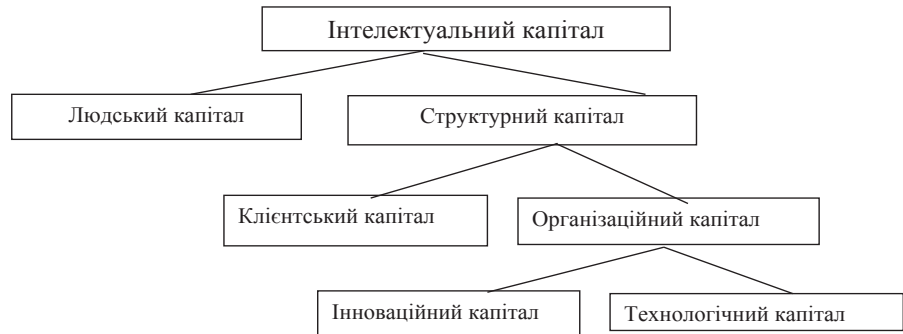 Інтелектуальний капітал
Людський капітал
Структурний капітал
Клієнтський капітал
Організаційний капітал
Інноваційний капітал
Технологічний капітал